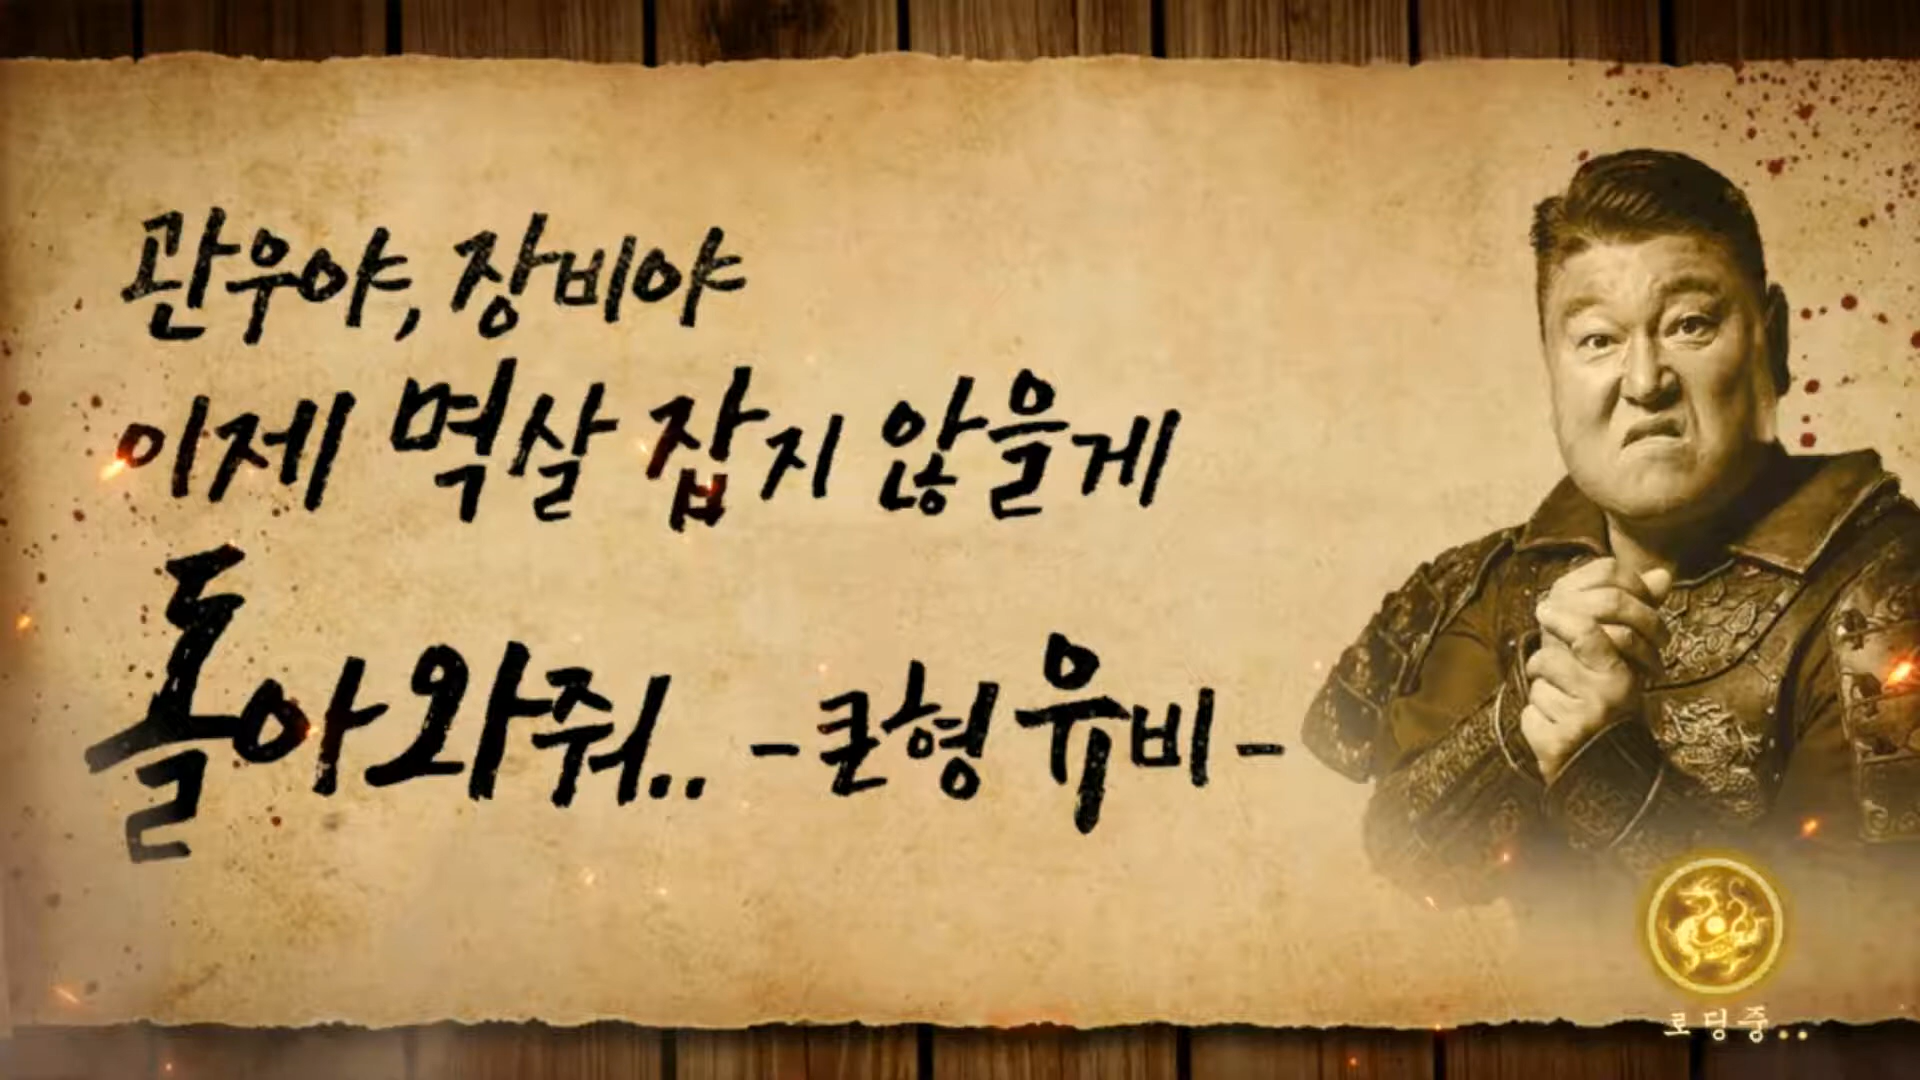 관우야, 장비야
이제 멱살 잡지 않을게
돌아와줘.. -큰형 유비-
로딩중..